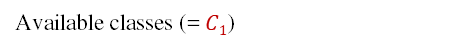 Available classes (= C₁)